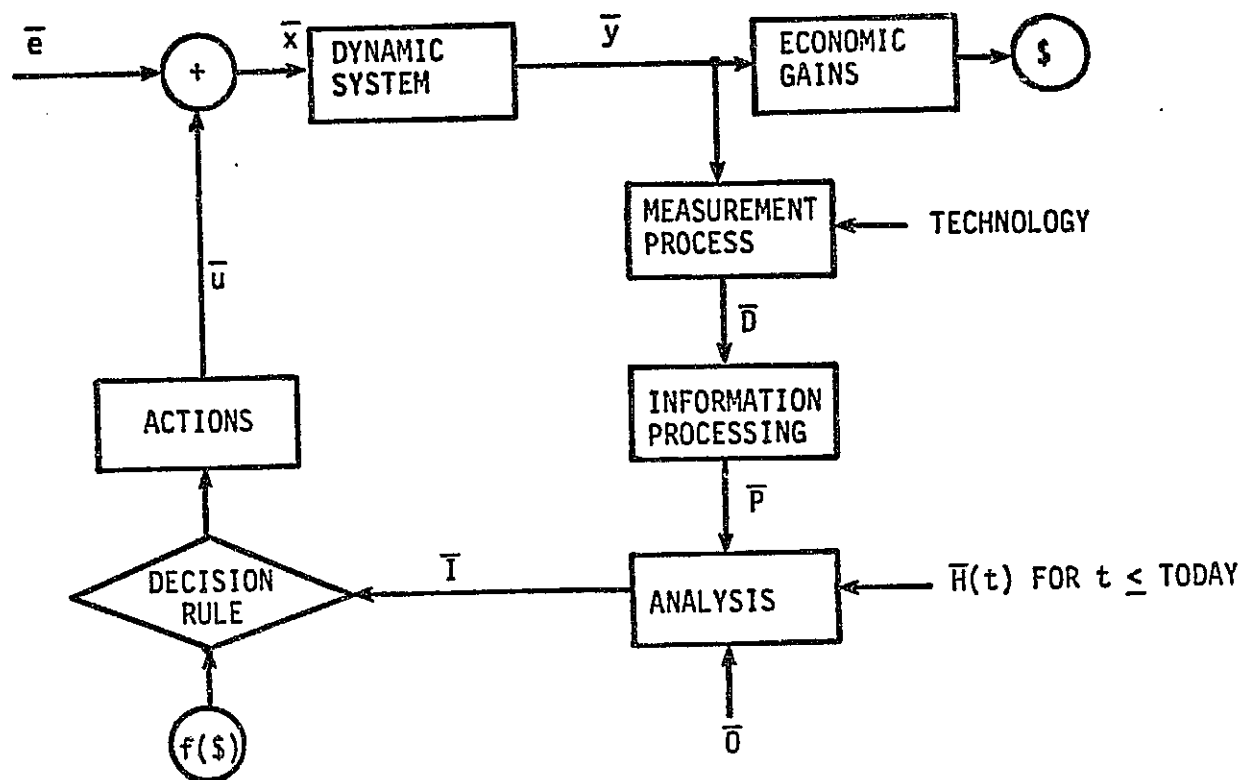 e̅
+
x̅
DYNAMIC
SYSTEM
y̅
ECONOMIC
GAINS
$
MEASUREMENT
PROCESS
TECHNOLOGY
u̅
D̅
ACTIONS
INFORMATION
PROCESSING
P̅
DECISION
RULE
I̅
ANALYSIS
H̅(t) FOR t ≤ TODAY
f($)
O̅